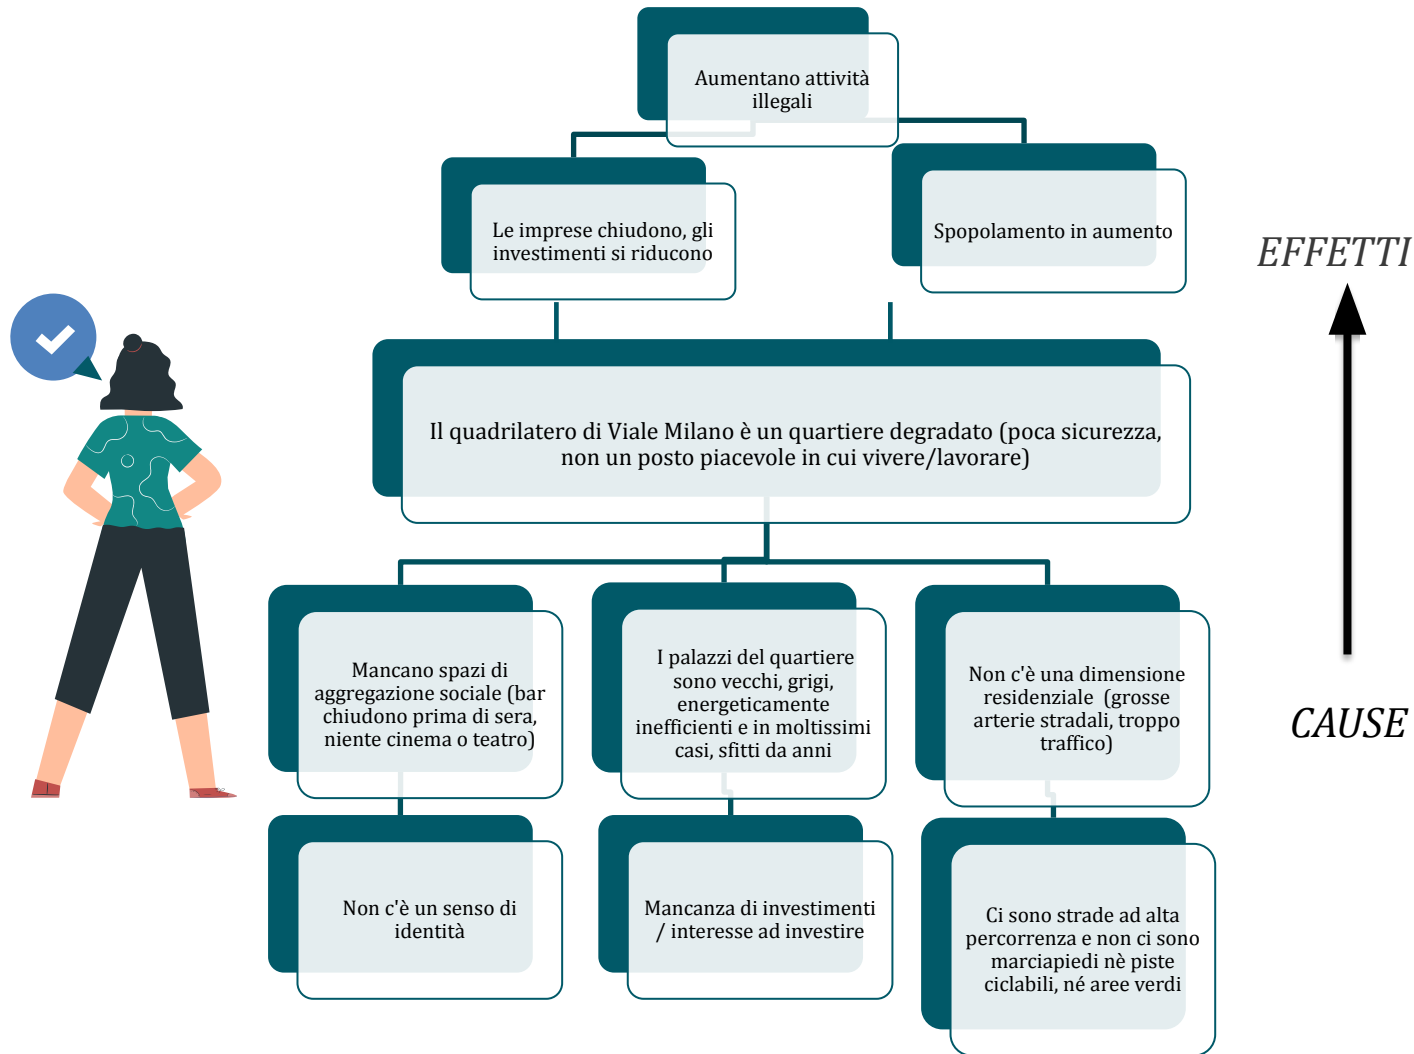 Aumentano attività
illegali
Le imprese chiudono, gli
investimenti si riducono
Spopolamento in aumento
EFFETTI
Il quadrilatero di Viale Milano è un quartiere degradato (poca sicurezza,
non un posto piacevole in cui vivere/lavorare)
Mancano spazi di
aggregazione sociale (bar
chiudono prima di sera,
niente cinema o teatro)
I palazzi del quartiere
sono vecchi, grigi,
energeticamente
inefficienti e in moltissimi
casi, sfitti da anni
Non c'è una dimensione
residenziale (grosse
arterie stradali, troppo
traffico)
CAUSE
Non c'è un senso di
identità
Mancanza di investimenti
/ interesse ad investire
Ci sono strade ad alta
percorrenza e non ci sono
marciapiedi nè piste
ciclabili, né aree verdi